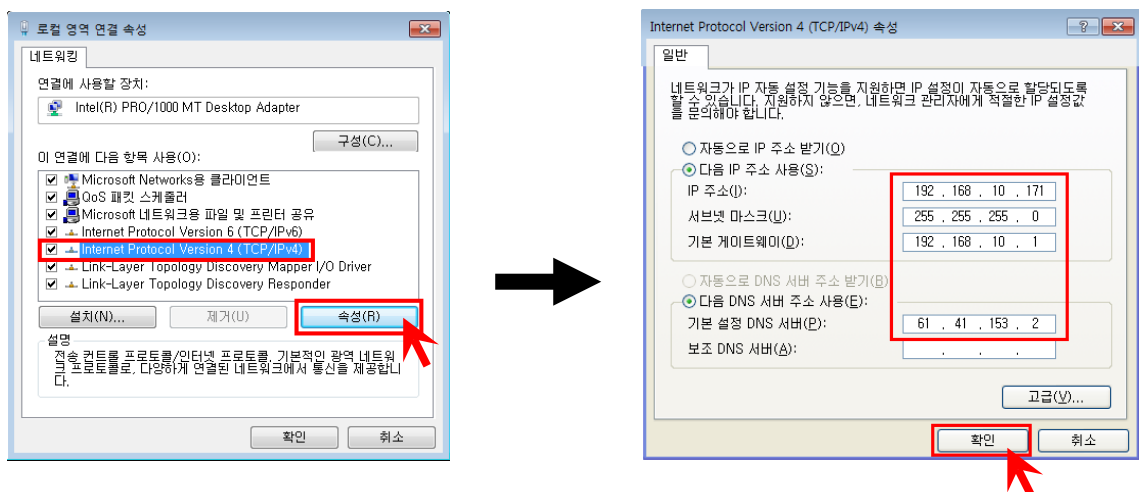 로컬 영역 연결 속성
네트워킹
연결에 사용할 장치:
Intel(R) PRO/1000 MT Desktop Adapter
구성(C)...
이 연결에 다음 항목 사용(O):
Microsoft Networks용 클라이언트
QoS 패킷 스케줄러
Microsoft 네트워크용 파일 및 프린터 공유
Internet Protocol Version 6 (TCP/IPv6)
Internet Protocol Version 4 (TCP/IPv4)
Link-Layer Topology Discovery Mapper I/O Driver
Link-Layer Topology Discovery Responder
설치(N)... 제거(U) 속성(R)
설명
전송 컨트롤 프로토콜/인터넷 프로토콜. 기본적인 광역 네트워
크 프로토콜로, 다양하게 연결된 네트워크에서 통신을 제공합니
다.
확인 취소
Internet Protocol Version 4 (TCP/IPv4) 속성
일반
네트워크가 IP 자동 설정 기능을 지원하면 IP 설정이 자동으로 할당되도록
할 수 있습니다. 지원하지 않으면, 네트워크 관리자에게 적절한 IP 설정값
을 문의해야 합니다.
자동으로 IP 주소 받기(O)
다음 IP 주소 사용(S):
IP 주소(I): 192 . 168 . 10 . 171
서브넷 마스크(U): 255 . 255 . 255 . 0
기본 게이트웨이(D): 192 . 168 . 10 . 1
자동으로 DNS 서버 주소 받기(B)
다음 DNS 서버 주소 사용(E):
기본 설정 DNS 서버(P): 61 . 41 . 153 . 2
보조 DNS 서버(A): . . .
고급(V)...
확인 취소